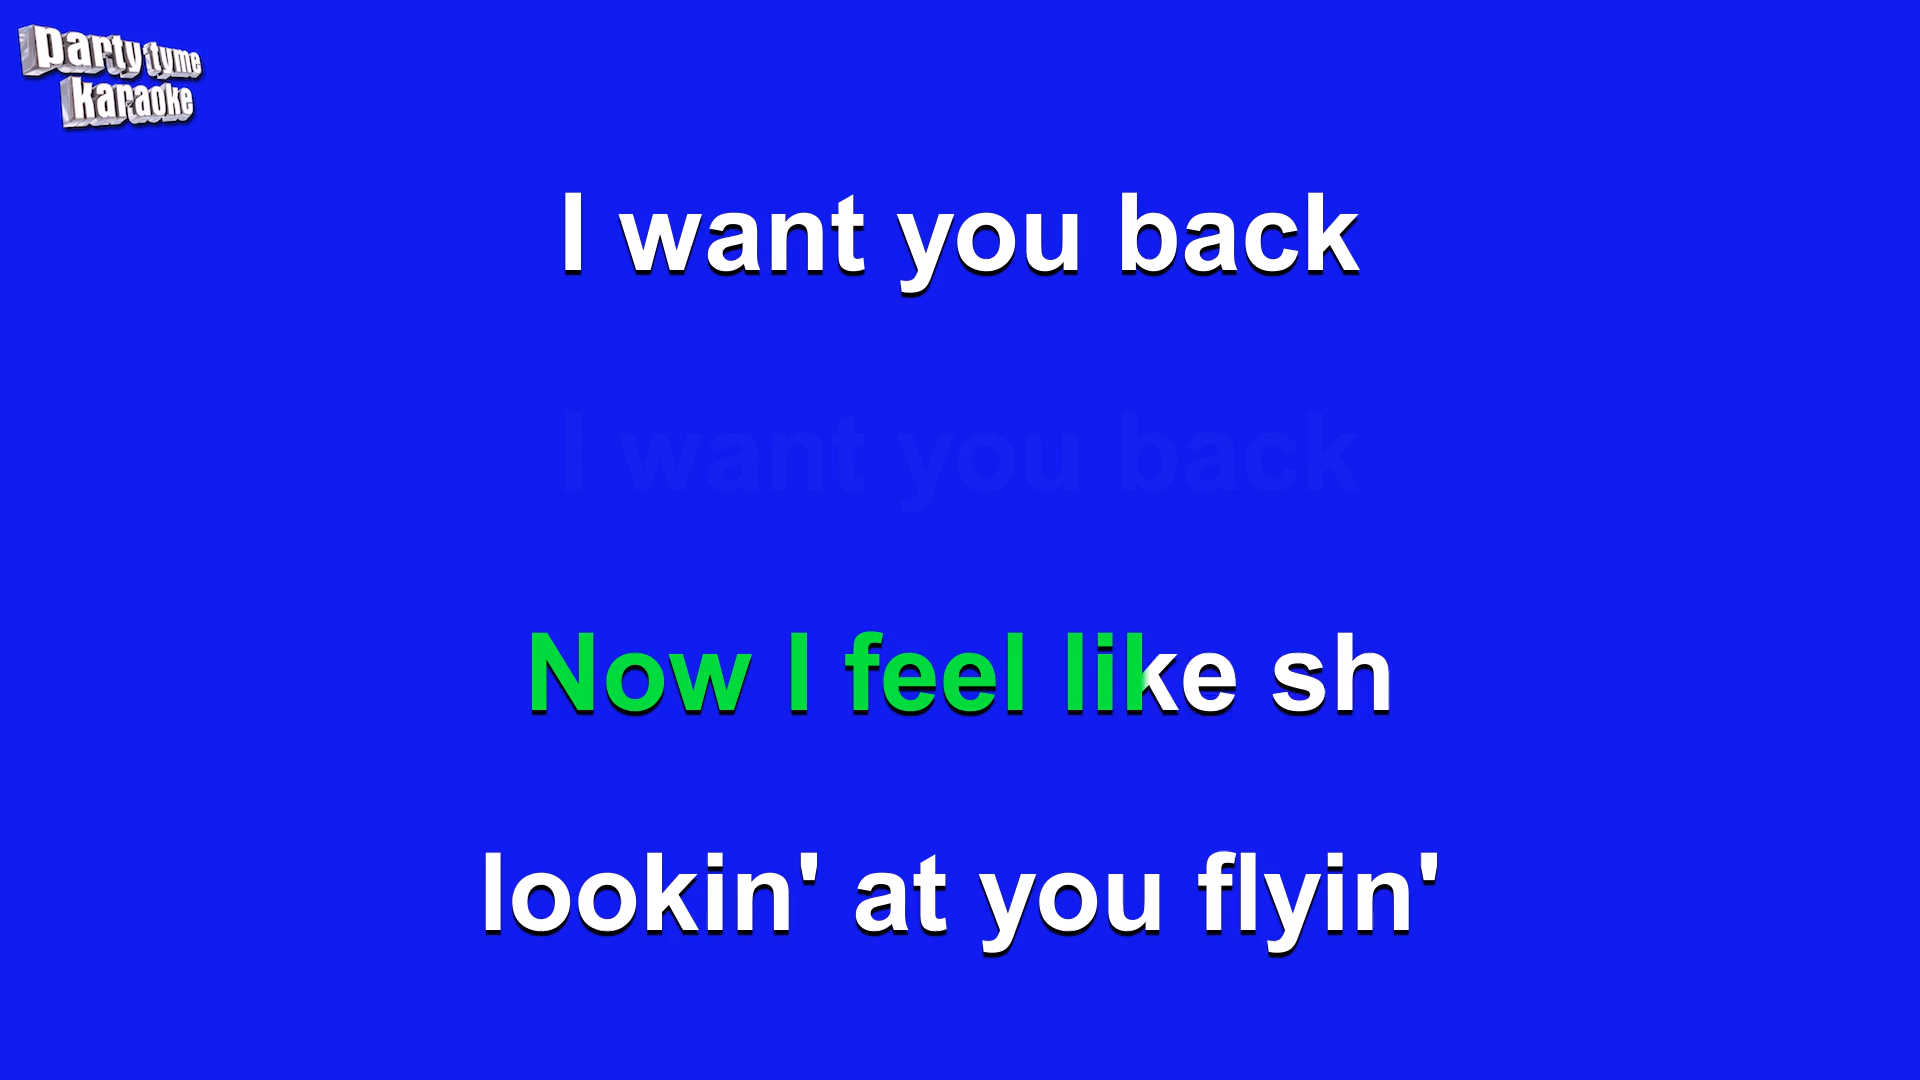 party tyme
karaoke
I want you back
I want you back
Now I feel like sh
lookin' at you flyin'